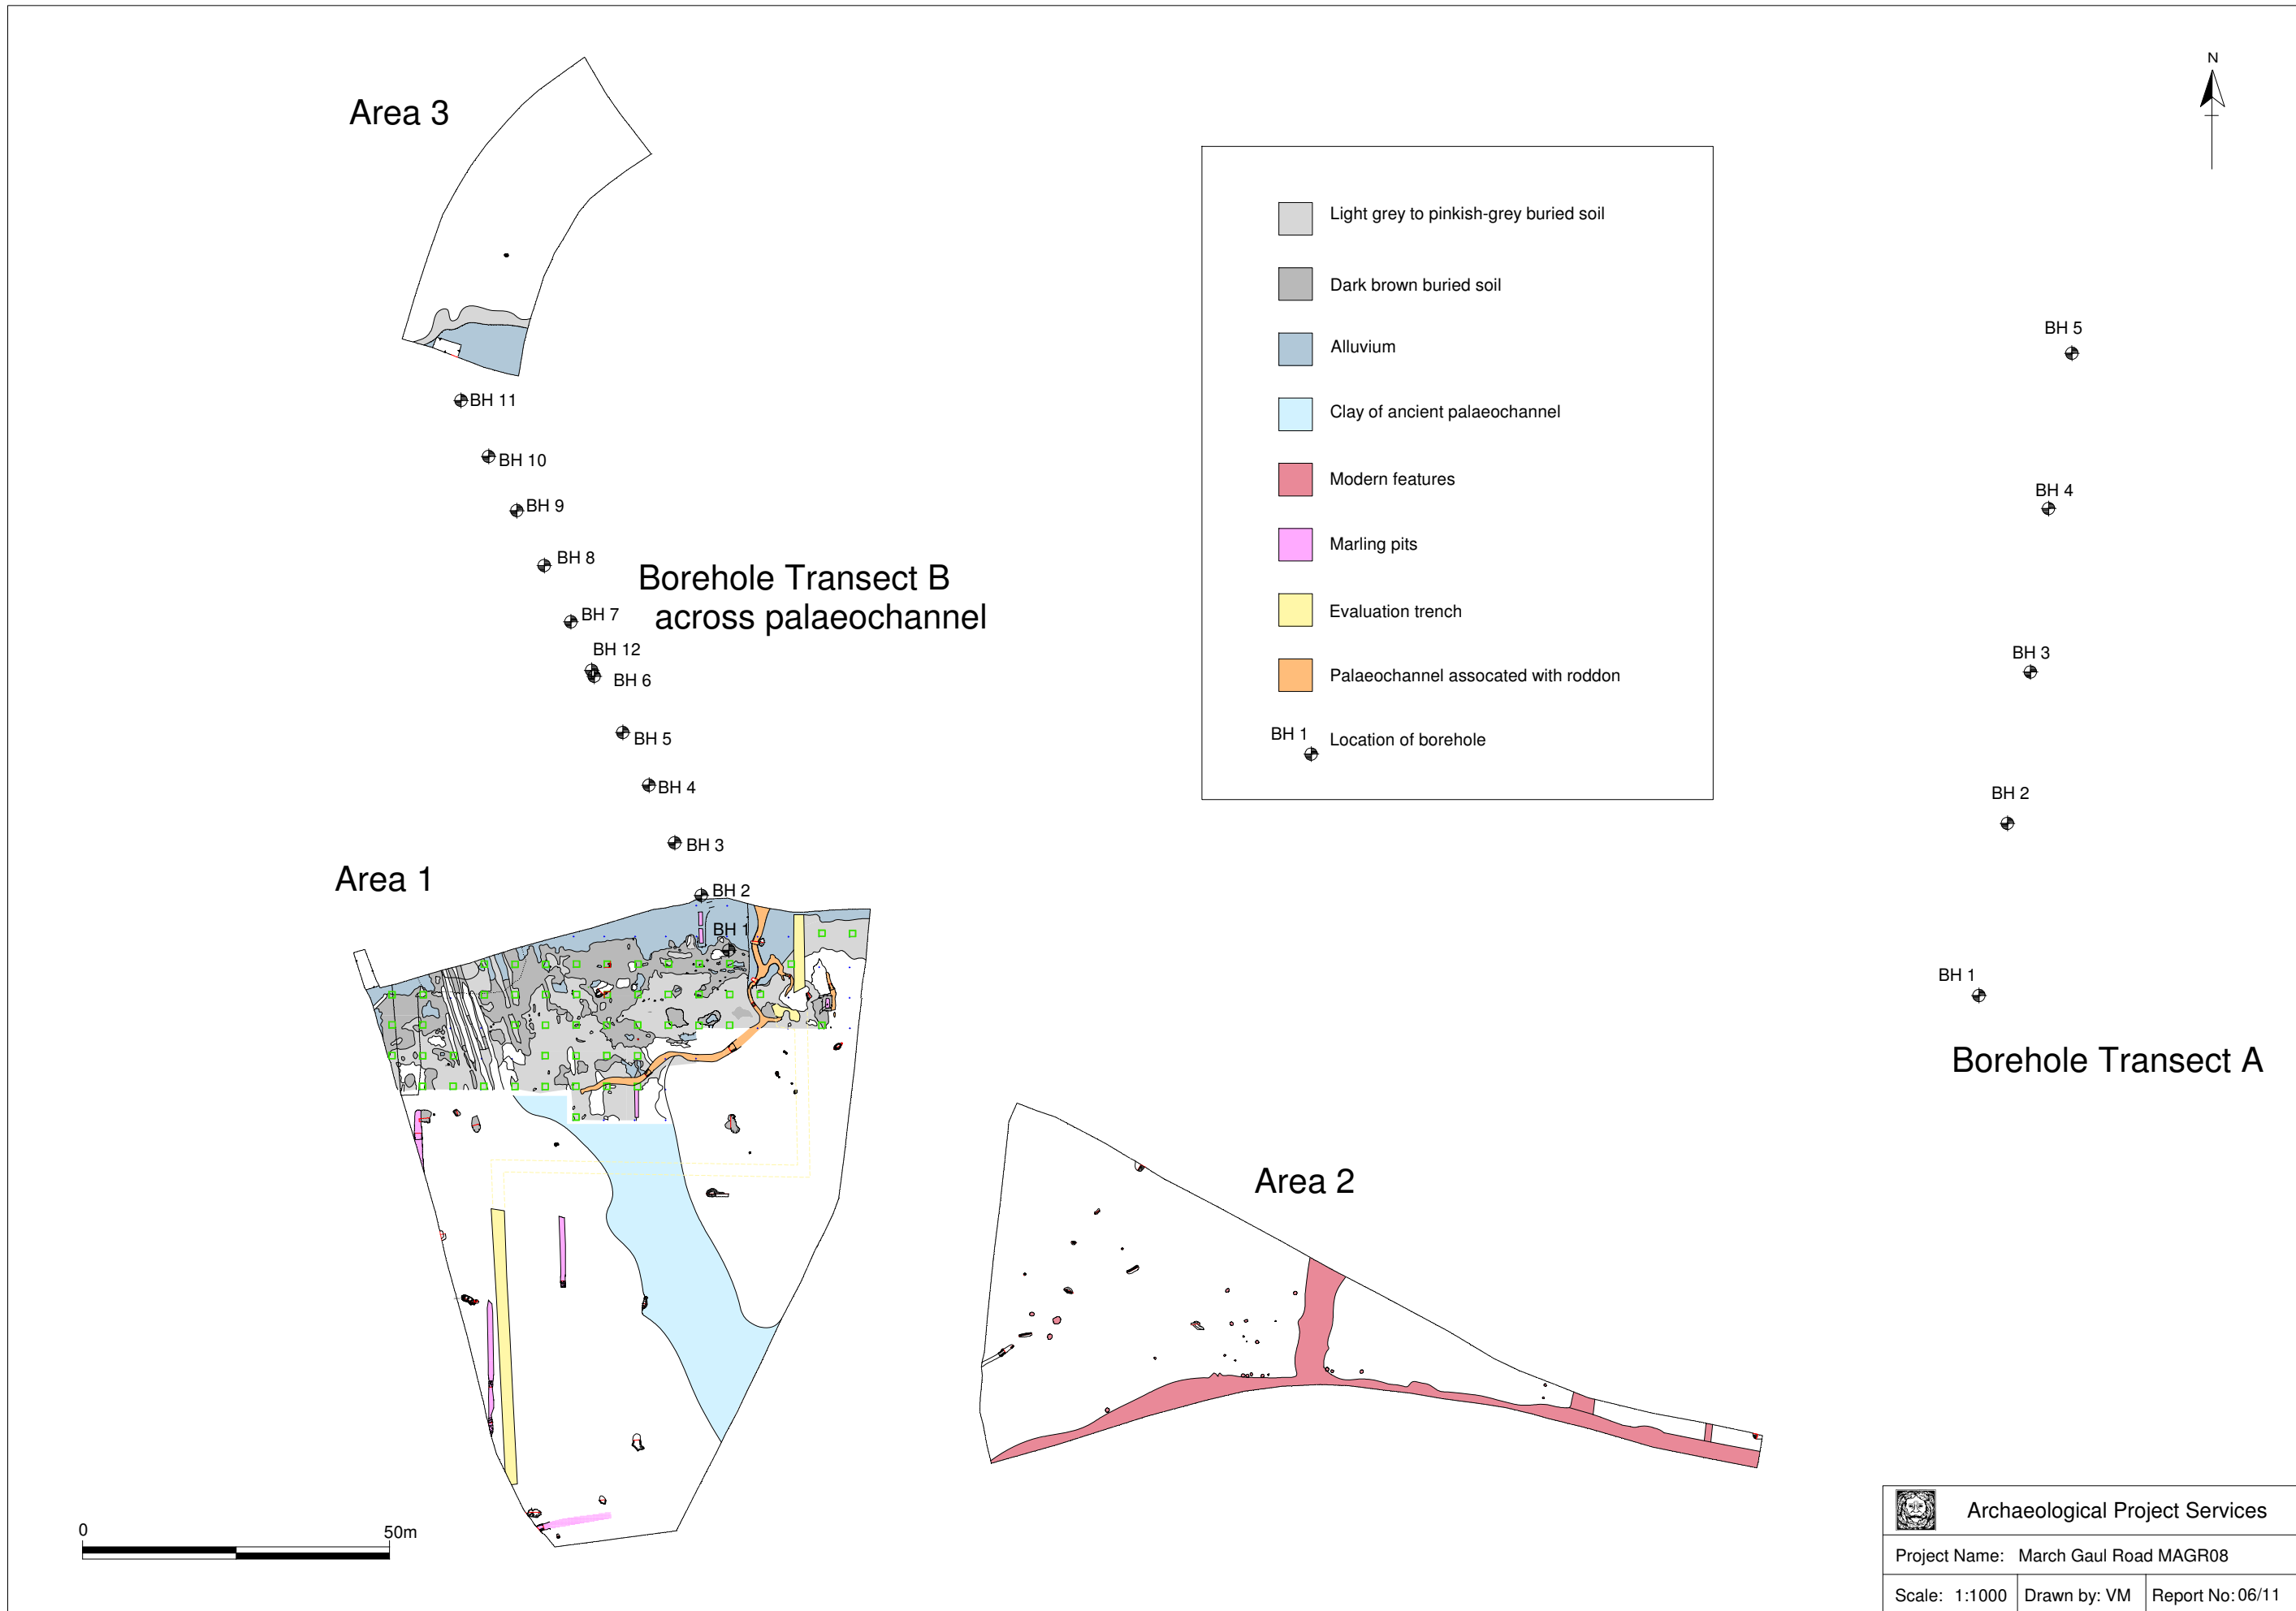 N
Area 3
Light grey to pinkish-grey buried soil
Dark brown buried soil
Alluvium
Clay of ancient palaeochannel
Modern features
Marling pits
Evaluation trench
Palaeochannel assocated with roddon
BH 1
Location of borehole
BH 11
BH 10
BH 9
BH 8
BH 7
BH 12
BH 6
BH 5
BH 4
BH 3
BH 2
BH 1
Borehole Transect B
across palaeochannel
BH 5
BH 4
BH 3
BH 2
BH 1
Borehole Transect A
Area 1
Area 2
0
50m
Archaeological Project Services
Project Name: March Gaul Road MAGR08
Scale: 1:1000
Drawn by: VM
Report No: 06/11